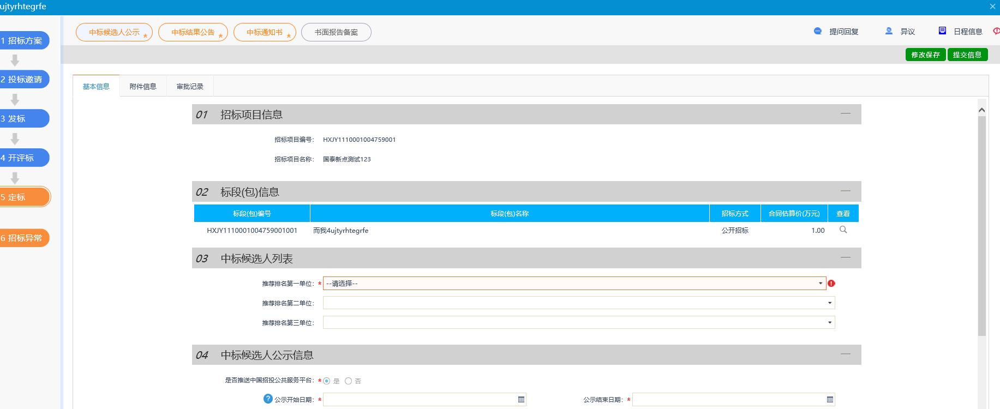 ujtyrhtegrfe
1 招标方案
2 投标邀请
3 发标
4 开评标
5 定标
6 招标异常
中标候选人公示 * 中标结果公告 * 中标通知书 * 书面报告备案
提问回复 异议 日程信息
修改保存 提交信息
基本信息 附件信息 审批记录
01 招标项目信息
招标项目编号： HXJY1110001004759001
招标项目名称： 国泰新点测试123
02 标段(包)信息
标段(包)编号 标段(包)名称 招标方式 合同估算价(万元) 查看
HXJY1110001004759001001 而我4ujtyrhtegrfe 公开招标 1.00
03 中标候选人列表
推荐排名第一单位： * --请选择--
推荐排名第二单位：
推荐排名第三单位：
04 中标候选人公示信息
是否推送中国招投公共服务平台： * 是 否
公示开始日期： * 公示结束日期： *